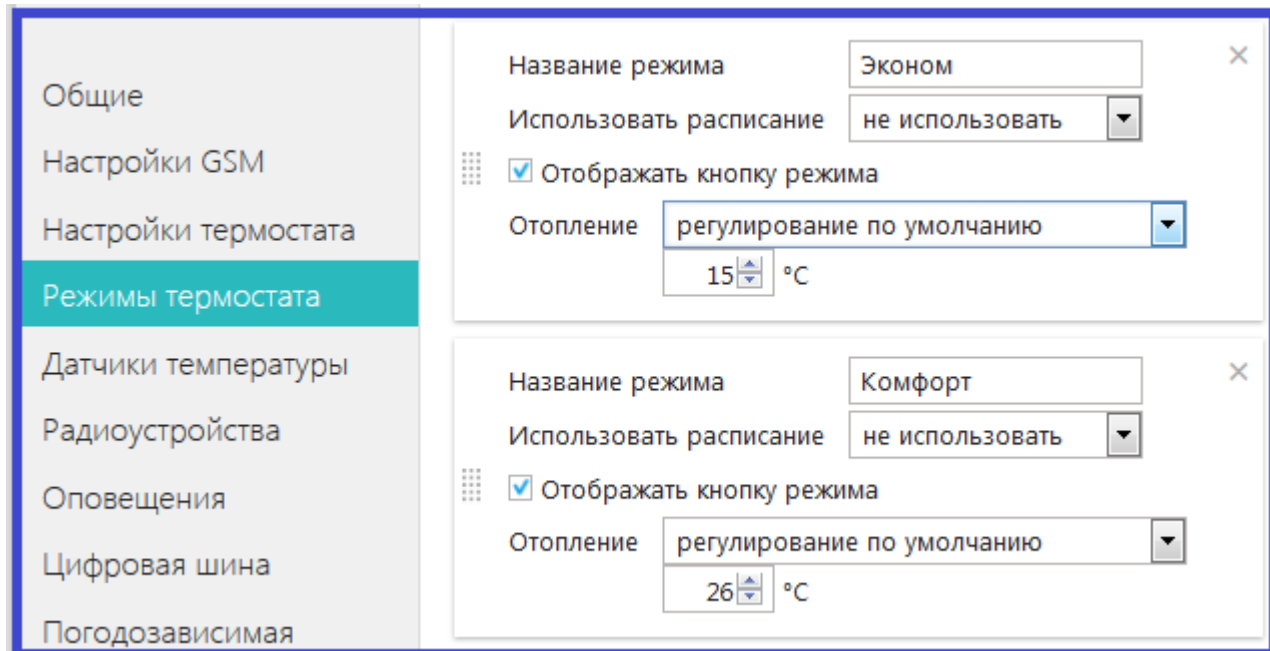 Общие
Настройки GSM
Настройки термостата
Режимы термостата
Датчики температуры
Радиоустройства
Оповещения
Цифровая шина
Погодозависимая
Название режима Эконом
Использовать расписание не использовать
Отображать кнопку режима
Отопление регулирование по умолчанию
15 °C
Название режима Комфорт
Использовать расписание не использовать
Отображать кнопку режима
Отопление регулирование по умолчанию
26 °C